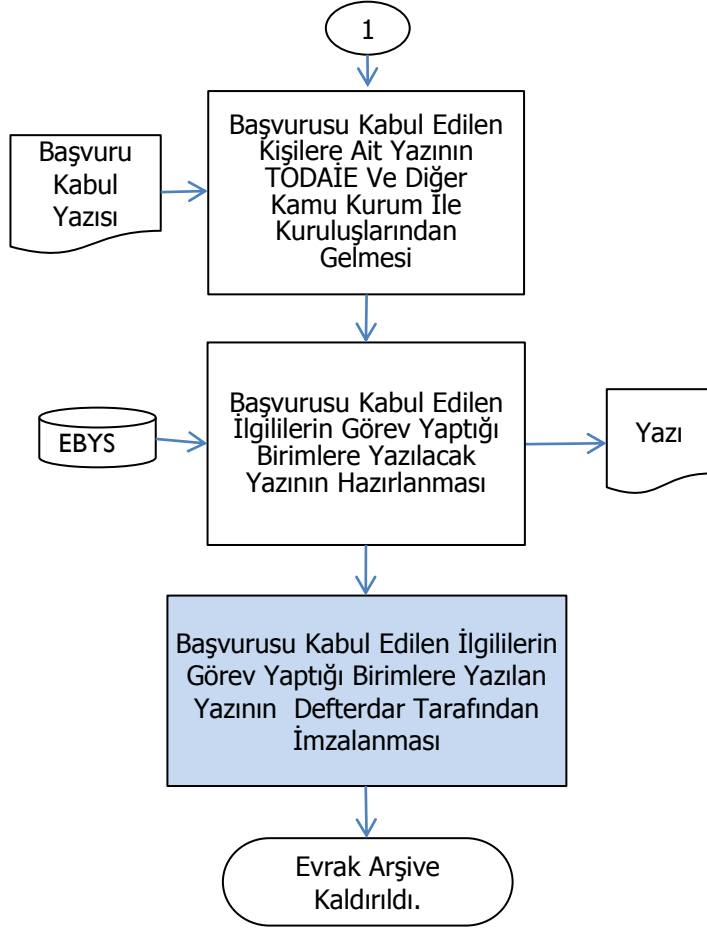 1
Başvurusu Kabul Edilen
Kişilere Ait Yazının
TODAİE Ve Diğer
Kamu Kurum İle
Kuruluşlarından
Gelmesi
Başvuru
Kabul
Yazısı
Başvurusu Kabul Edilen
İlgililerin Görev Yaptığı
Birimlere Yazılacak
Yazının Hazırlanması
EBYS
Yazı
Başvurusu Kabul Edilen İlgililerin
Görev Yaptığı Birimlere Yazılan
Yazının Defterdar Tarafından
İmzalanması
Evrak Arşive
Kaldırıldı.